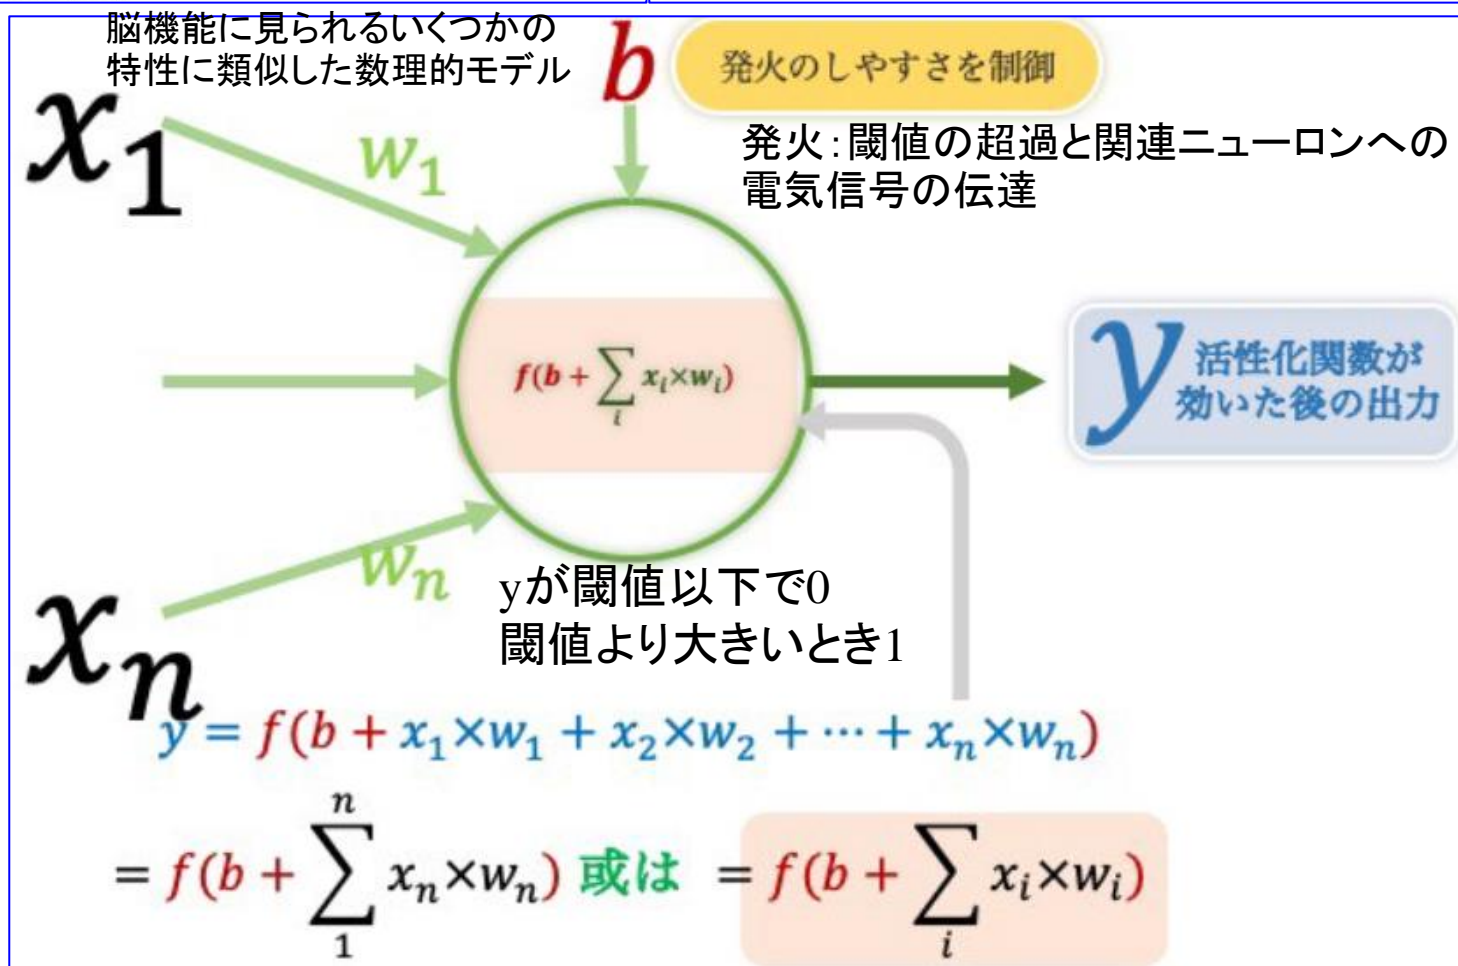 脳機能に見られるいくつかの
特性に類似した数理的モデル
b
発火のしやすさを制御
発火：閾値の超過と関連ニューロンへの
電気信号の伝達
x₁
w₁
f(b + ∑ᵢ xᵢ×wᵢ)
y 活性化関数が
効いた後の出力
wₙ
xₙ
yが閾値以下で0
閾値より大きいとき1
y = f(b + x₁×w₁ + x₂×w₂ + ⋯ + xₙ×wₙ)
= f(b + ∑₁ⁿ xₙ×wₙ) 或は = f(b + ∑ᵢ xᵢ×wᵢ)